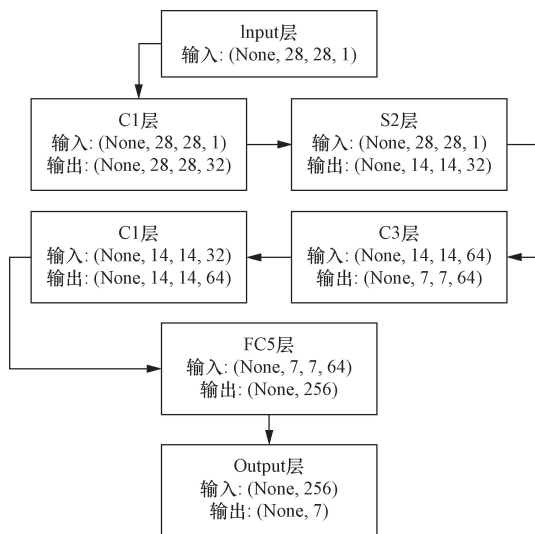 Input层
输入: (None, 28, 28, 1)
C1层
输入: (None, 28, 28, 1)
输出: (None, 28, 28, 32)
S2层
输入: (None, 28, 28, 1)
输出: (None, 14, 14, 32)
C1层
输入: (None, 14, 14, 32)
输出: (None, 14, 14, 64)
C3层
输入: (None, 14, 14, 64)
输出: (None, 7, 7, 64)
FC5层
输入: (None, 7, 7, 64)
输出: (None, 256)
Output层
输入: (None, 256)
输出: (None, 7)